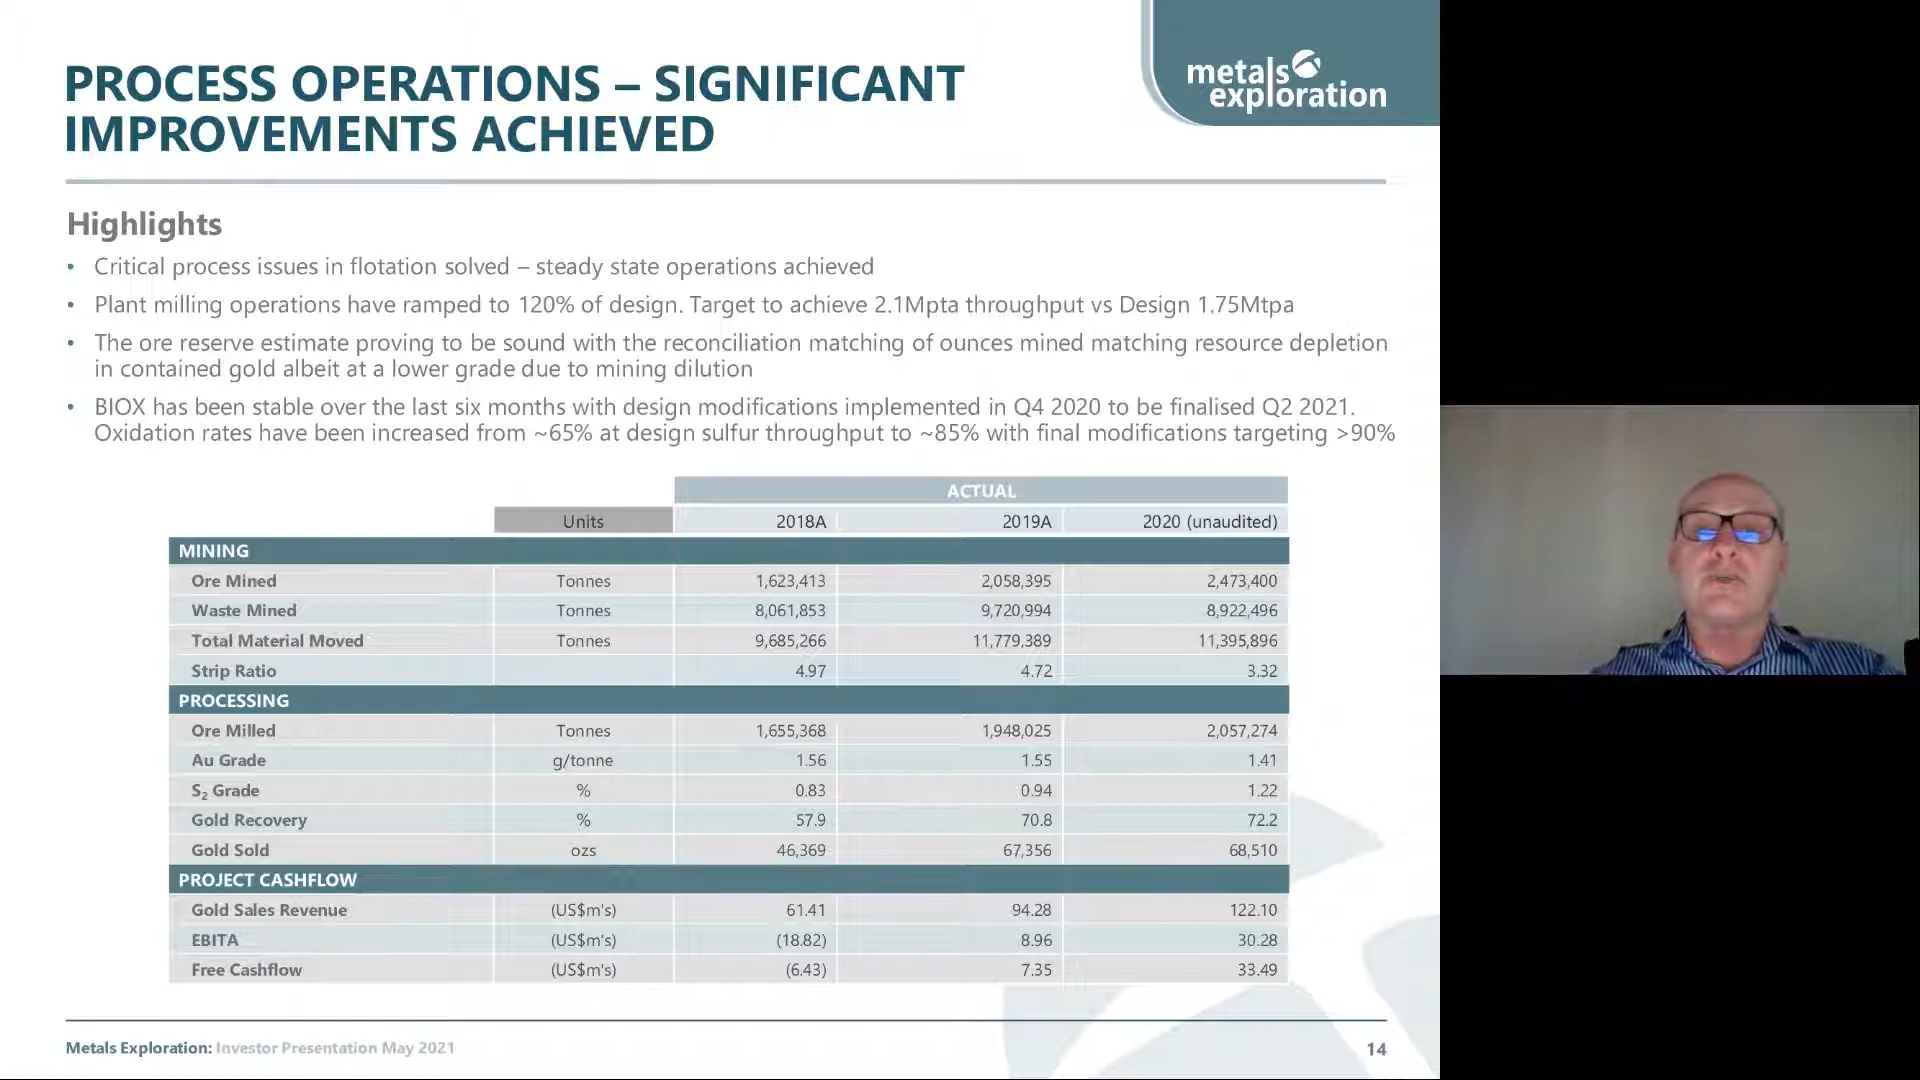 PROCESS OPERATIONS – SIGNIFICANT
IMPROVEMENTS ACHIEVED
metals
exploration
Highlights
• Critical process issues in flotation solved – steady state operations achieved
• Plant milling operations have ramped to 120% of design. Target to achieve 2.1Mpta throughput vs Design 1.75Mtpa
• The ore reserve estimate proving to be sound with the reconciliation matching of ounces mined matching resource depletion
in contained gold albeit at a lower grade due to mining dilution
• BIOX has been stable over the last six months with design modifications implemented in Q4 2020 to be finalised Q2 2021.
Oxidation rates have been increased from ~65% at design sulfur throughput to ~85% with final modifications targeting >90%
ACTUAL
Units 2018A 2019A 2020 (unaudited)
MINING
Ore Mined Tonnes 1,623,413 2,058,395 2,473,400
Waste Mined Tonnes 8,061,853 9,720,994 8,922,496
Total Material Moved Tonnes 9,685,266 11,779,389 11,395,896
Strip Ratio 4.97 4.72 3.32
PROCESSING
Ore Milled Tonnes 1,655,368 1,948,025 2,057,274
Au Grade g/tonne 1.56 1.55 1.41
S2 Grade % 0.83 0.94 1.22
Gold Recovery % 57.9 70.8 72.2
Gold Sold ozs 46,369 67,356 68,510
PROJECT CASHFLOW
Gold Sales Revenue (US$m's) 61.41 94.28 122.10
EBITA (US$m's) (18.82) 8.96 30.28
Free Cashflow (US$m's) (6.43) 7.35 33.49
Metals Exploration: Investor Presentation May 2021
14